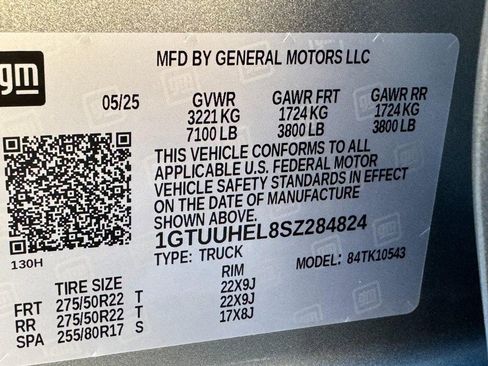 gm
MFD BY GENERAL MOTORS LLC
05/25 GVWR GAWR FRT GAWR RR
3221 KG 1724 KG 1724 KG
7100 LB 3800 LB 3800 LB
THIS VEHICLE CONFORMS TO ALL
APPLICABLE U.S. FEDERAL MOTOR
VEHICLE SAFETY STANDARDS IN EFFECT
ON THE DATE OF MANUFACTURE
SHOWN ABOVE.
1GTUUHEL8SZ284824
130H
TYPE: TRUCK MODEL: 84TK10543
TIRE SIZE RIM
FRT 275/50R22 T 22X9J
RR 275/50R22 T 22X9J
SPA 255/80R17 S 17X8J